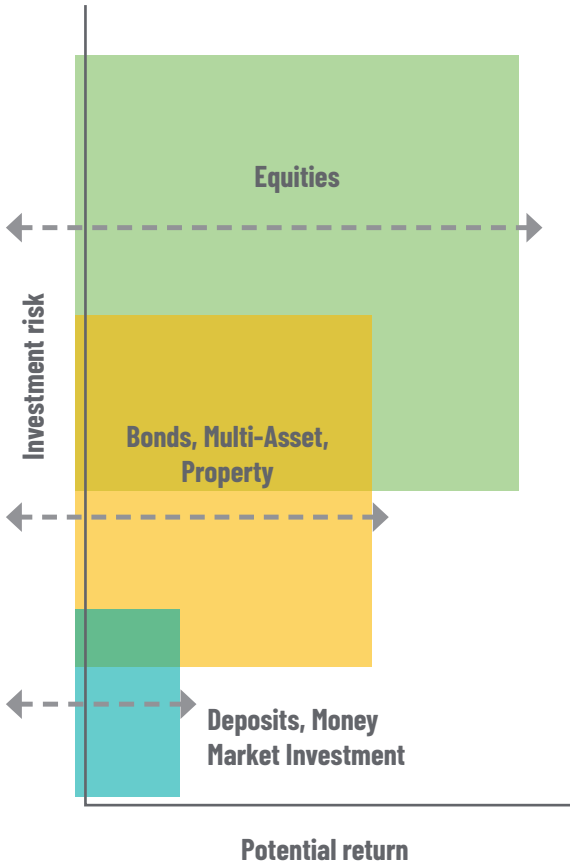 Equities
Investment risk
Bonds, Multi-Asset,
Property
Deposits, Money
Market Investment
Potential return